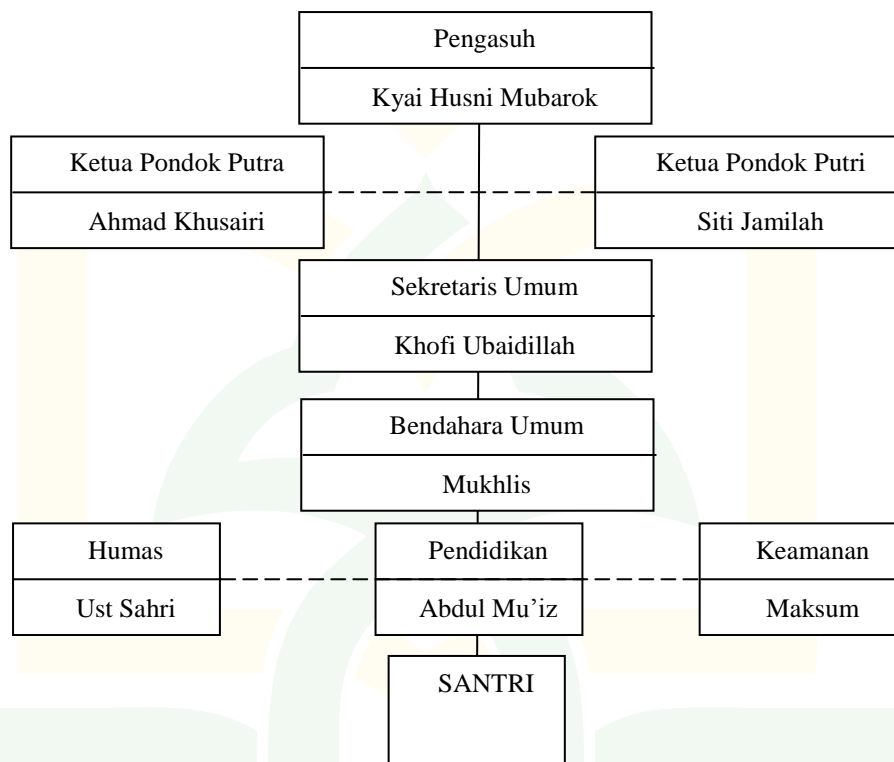 Pengasuh
Kyai Husni Mubarok
Ketua Pondok Putra
Ahmad Khusairi
Ketua Pondok Putri
Siti Jamilah
Sekretaris Umum
Khofi Ubaidillah
Bendahara Umum
Mukhlis
Humas
Ust Sahri
Pendidikan
Abdul Mu’iz
Keamanan
Maksum
SANTRI